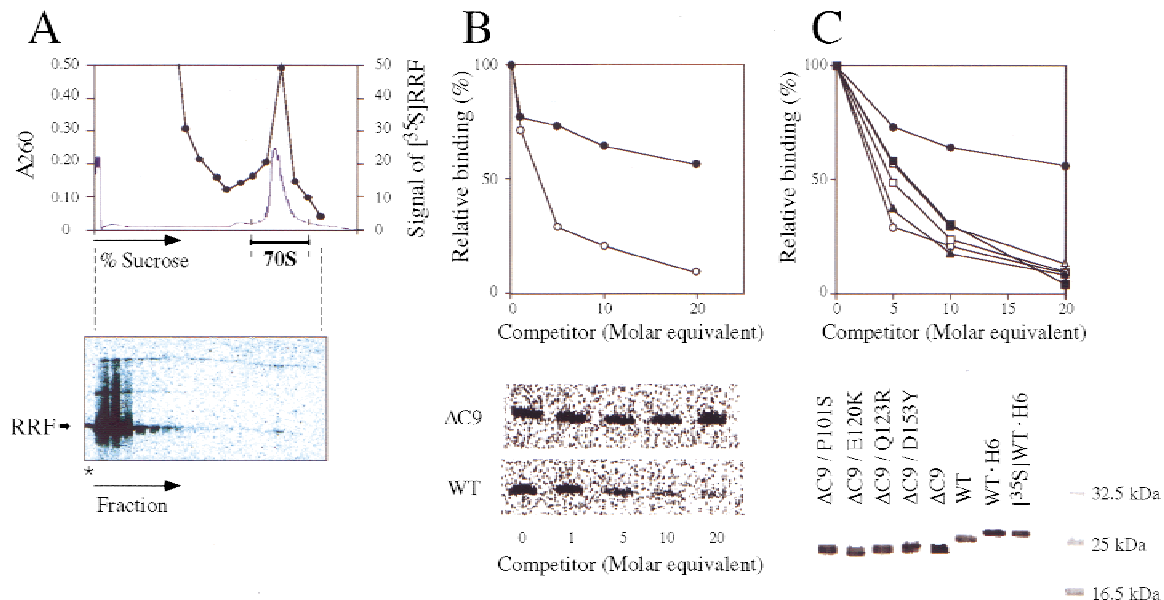 A
0.50
0.40
0.30
0.20
0.10
0
A260
50
40
30
20
10
0
Signal of [35S]RRF
% Sucrose
70S
RRF
*
Fraction
B
100
50
0
Relative binding (%)
0
10
20
Competitor (Molar equivalent)
ΔC9
WT
0 1 5 10 20
Competitor (Molar equivalent)
C
100
50
0
Relative binding (%)
0 5 10 15 20
Competitor (Molar equivalent)
ΔC9 / P101S
ΔC9 / E120K
ΔC9 / Q123R
ΔC9 / D153Y
ΔC9
WT
WT·H6
[35S]WT·H6
32.5 kDa
25 kDa
16.5 kDa